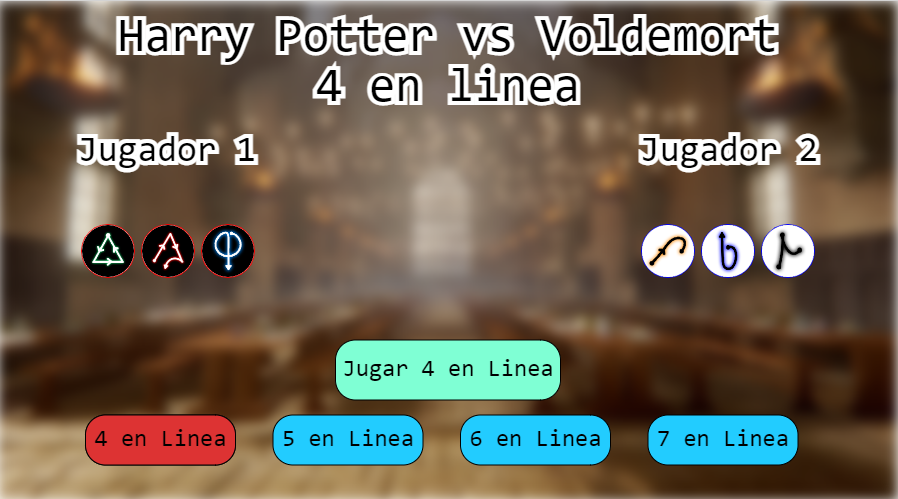 Harry Potter vs Voldemort
4 en linea
Jugador 1
Jugador 2
Jugar 4 en Linea
4 en Linea
5 en Linea
6 en Linea
7 en Linea